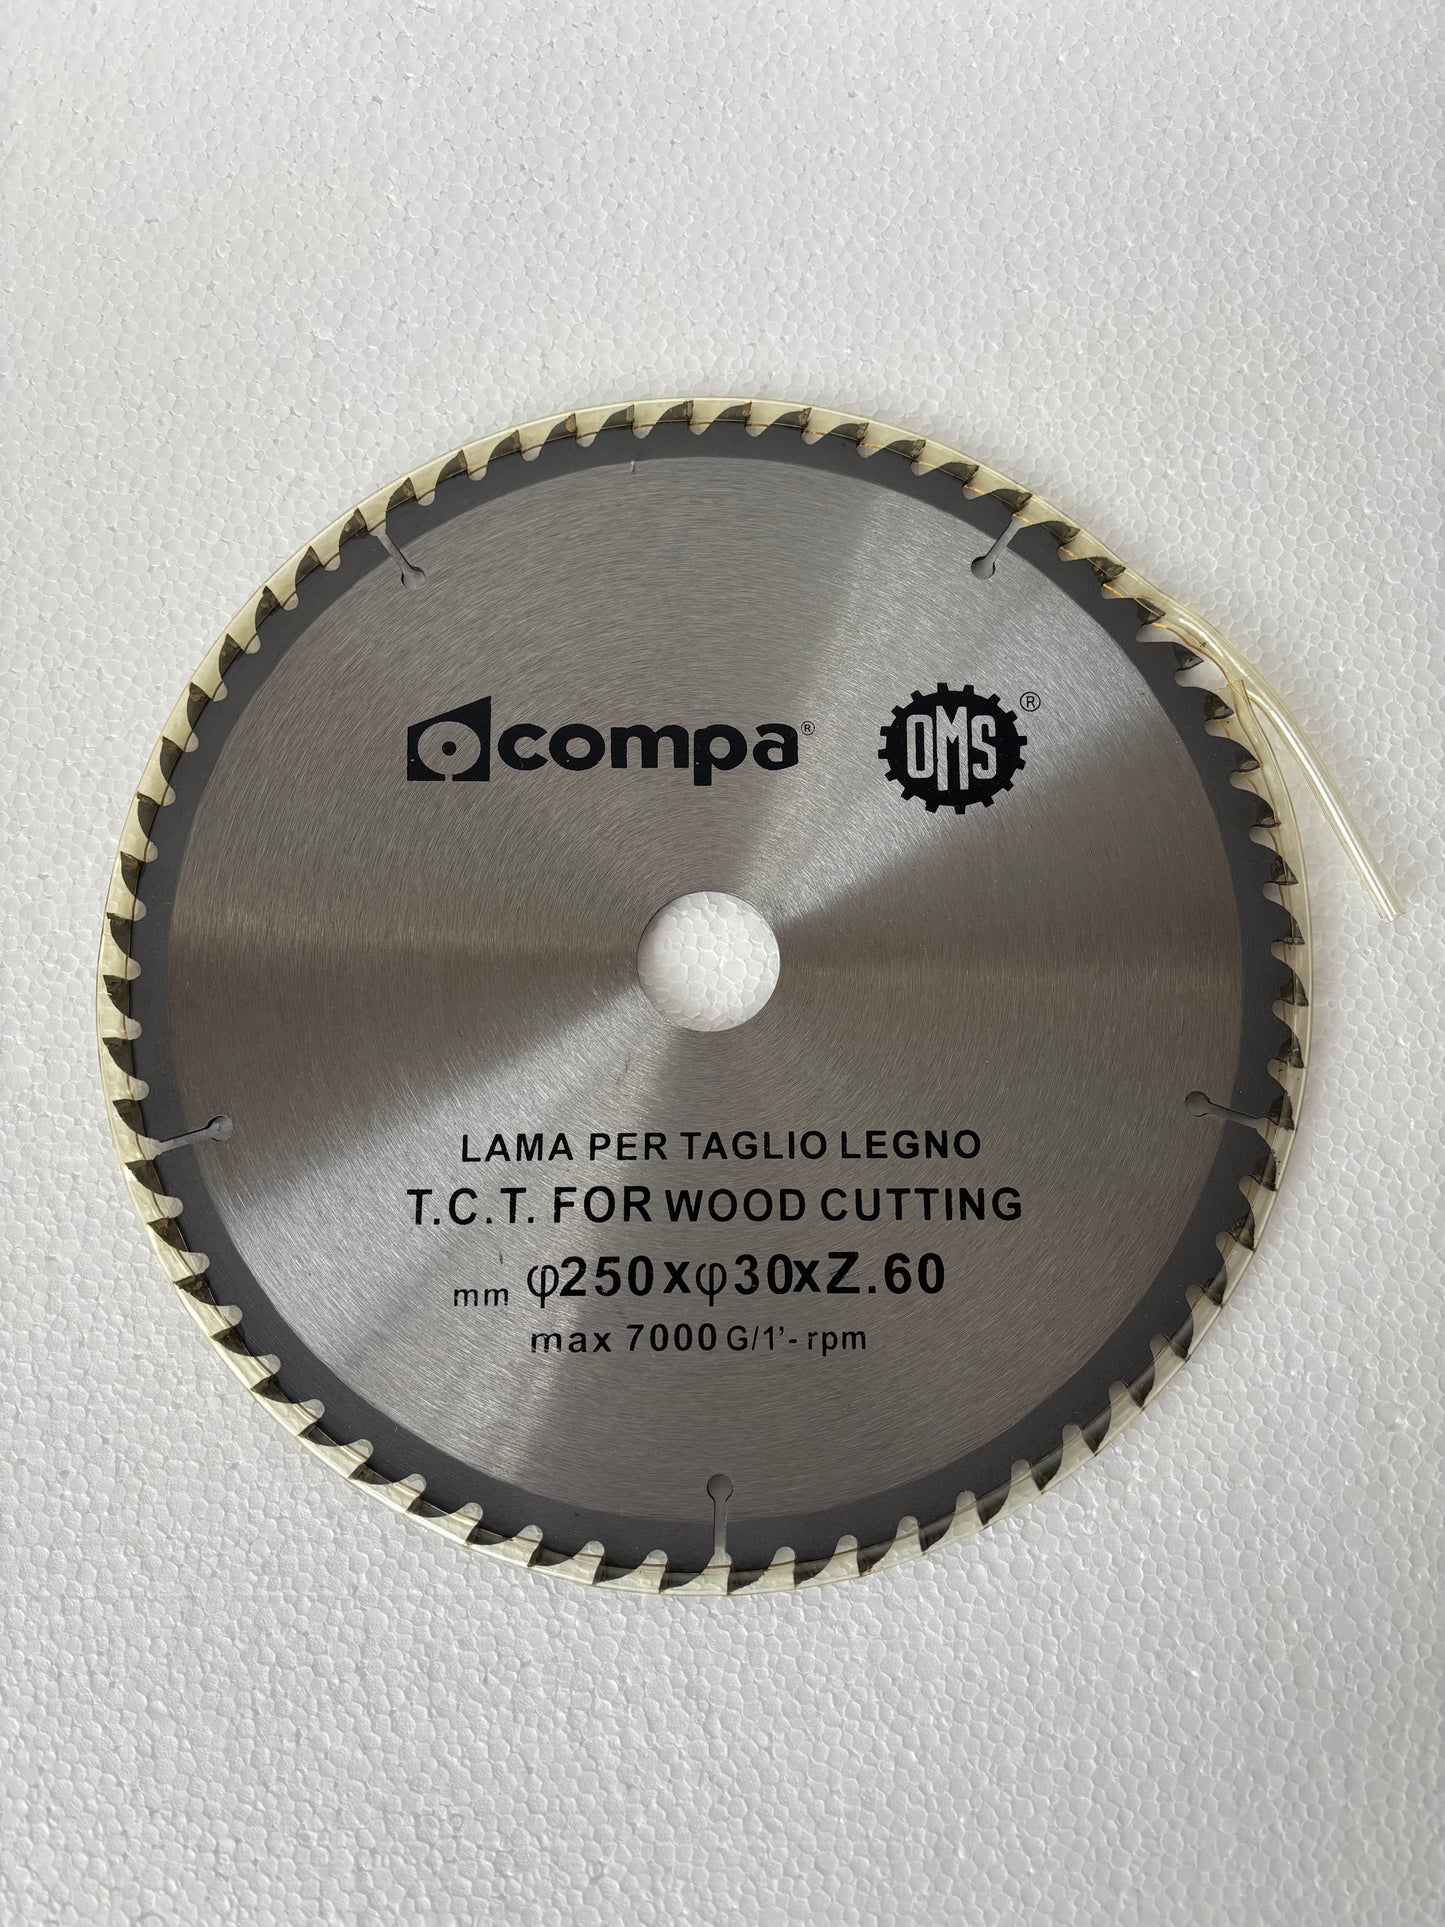 compa® OMS®
LAMA PER TAGLIO LEGNO
T.C.T. FOR WOOD CUTTING
mm φ250xφ30xZ.60
max 7000 G/1'- rpm